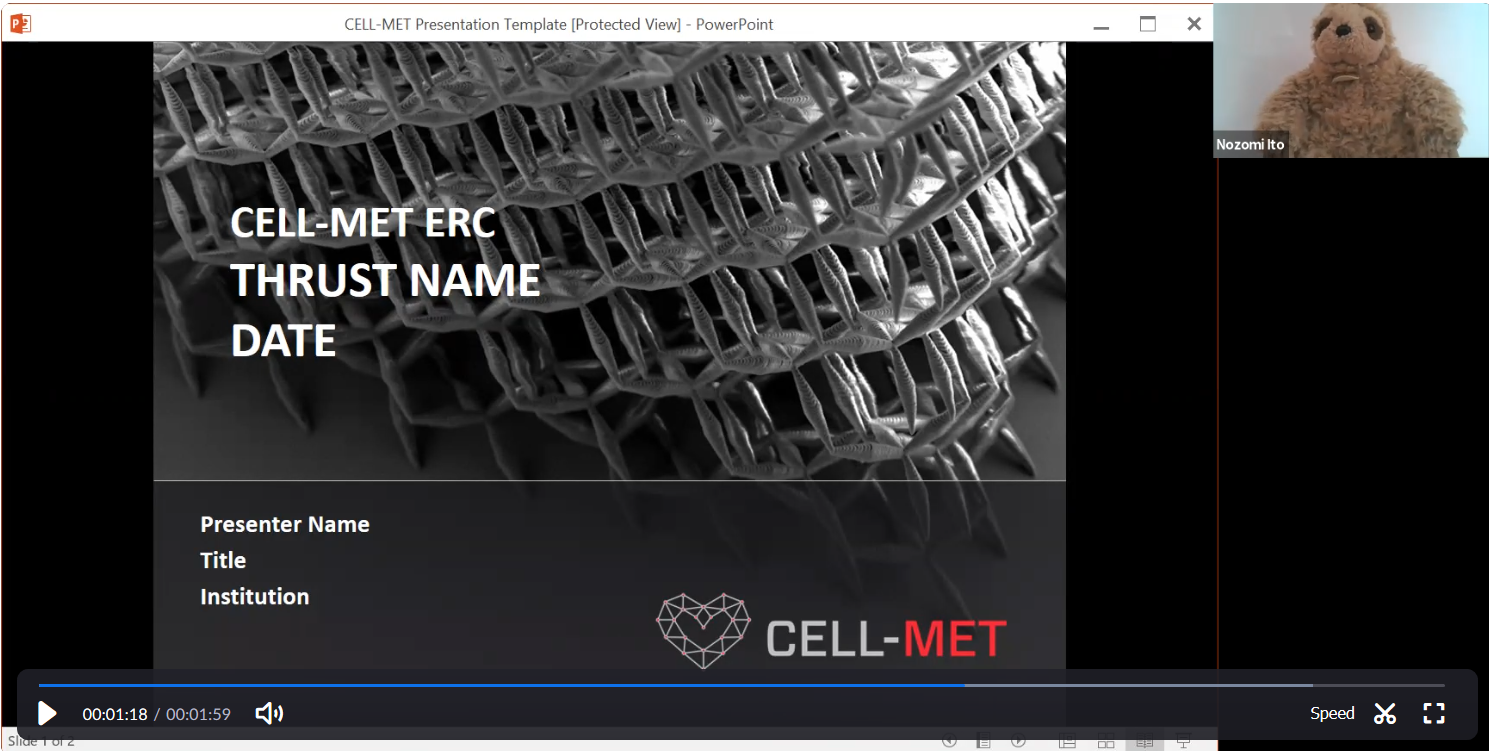 CELL-MET Presentation Template [Protected View] - PowerPoint
Nozomi Ito
CELL-MET ERC
THRUST NAME
DATE
Presenter Name
Title
Institution
CELL-MET
00:01:18 / 00:01:59
Speed
Slide 1 of 2